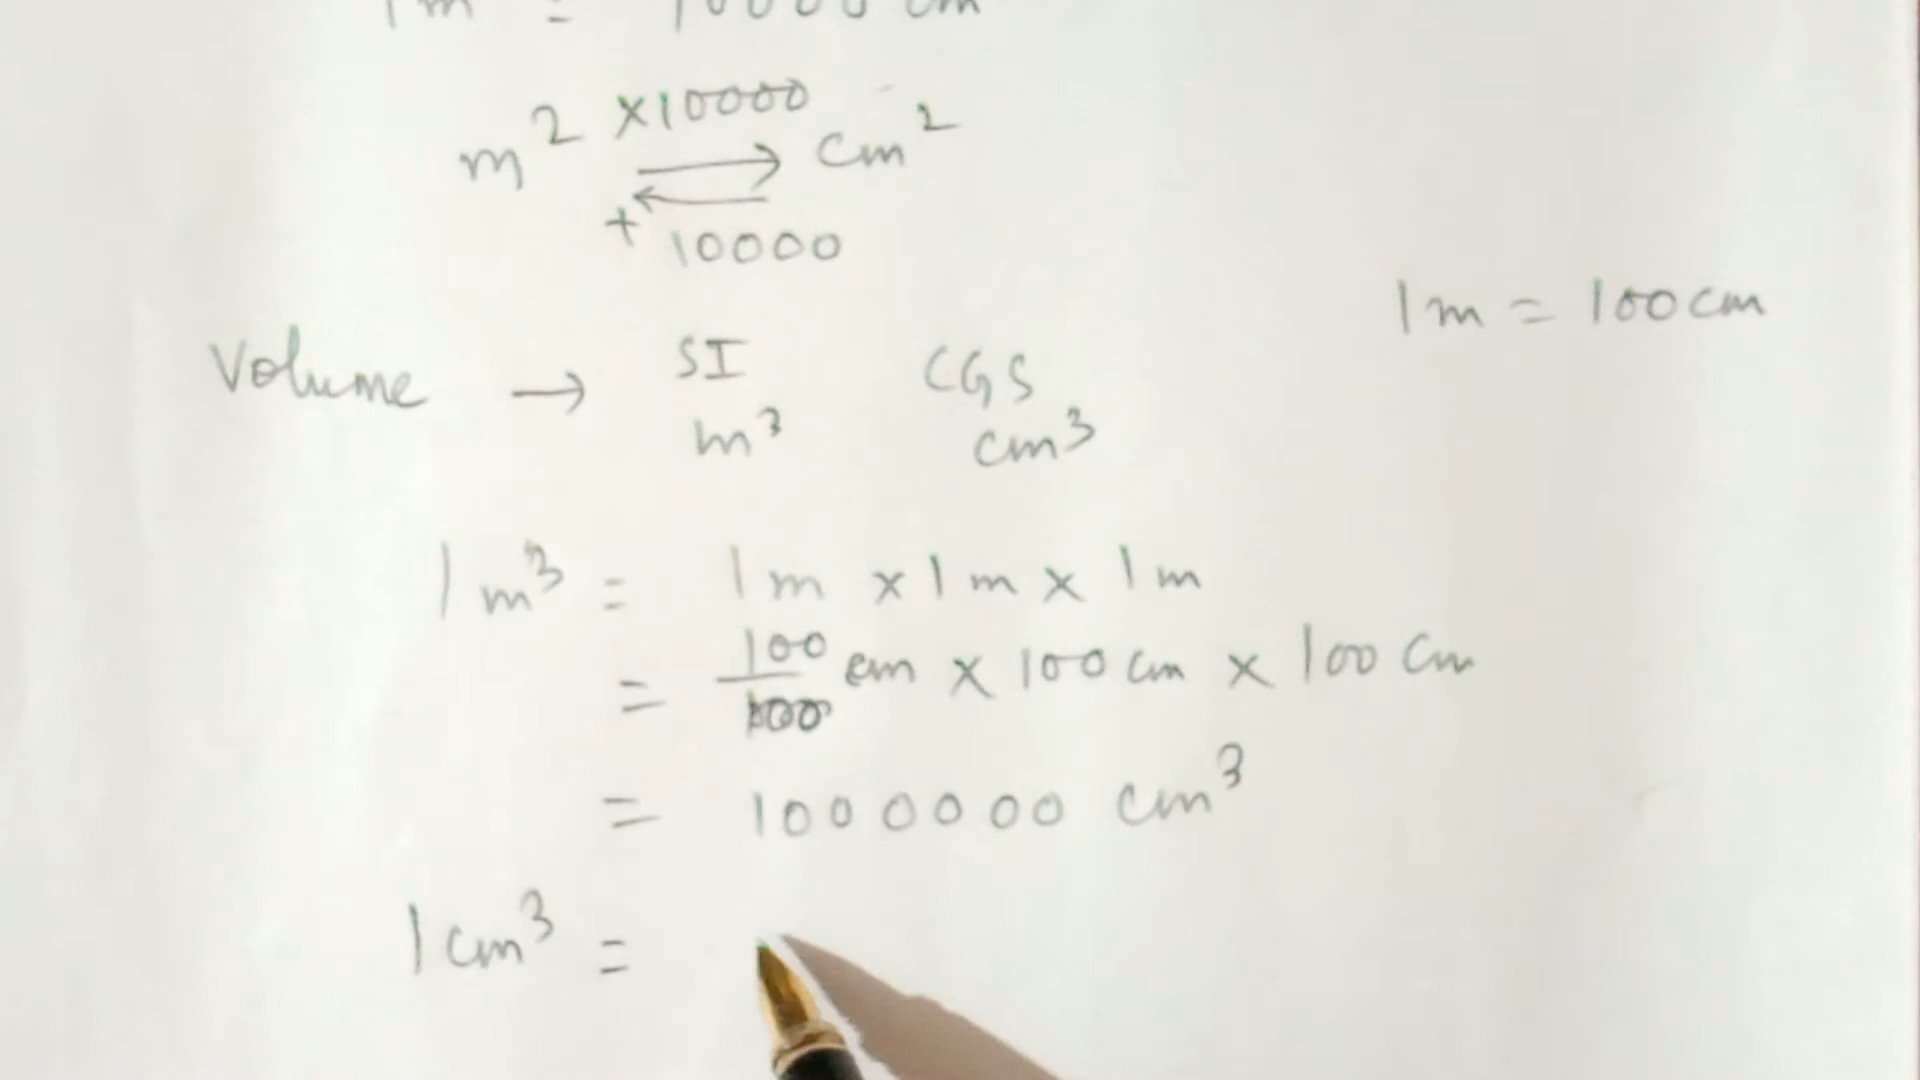 m² ×10000 cm²
+ 10000
1m = 100cm
Volume → SI CGS
m³ cm³
1m³ = 1m × 1m × 1m
= 100/100 cm × 100 cm × 100 cm
= 1000000 cm³
1cm³ =